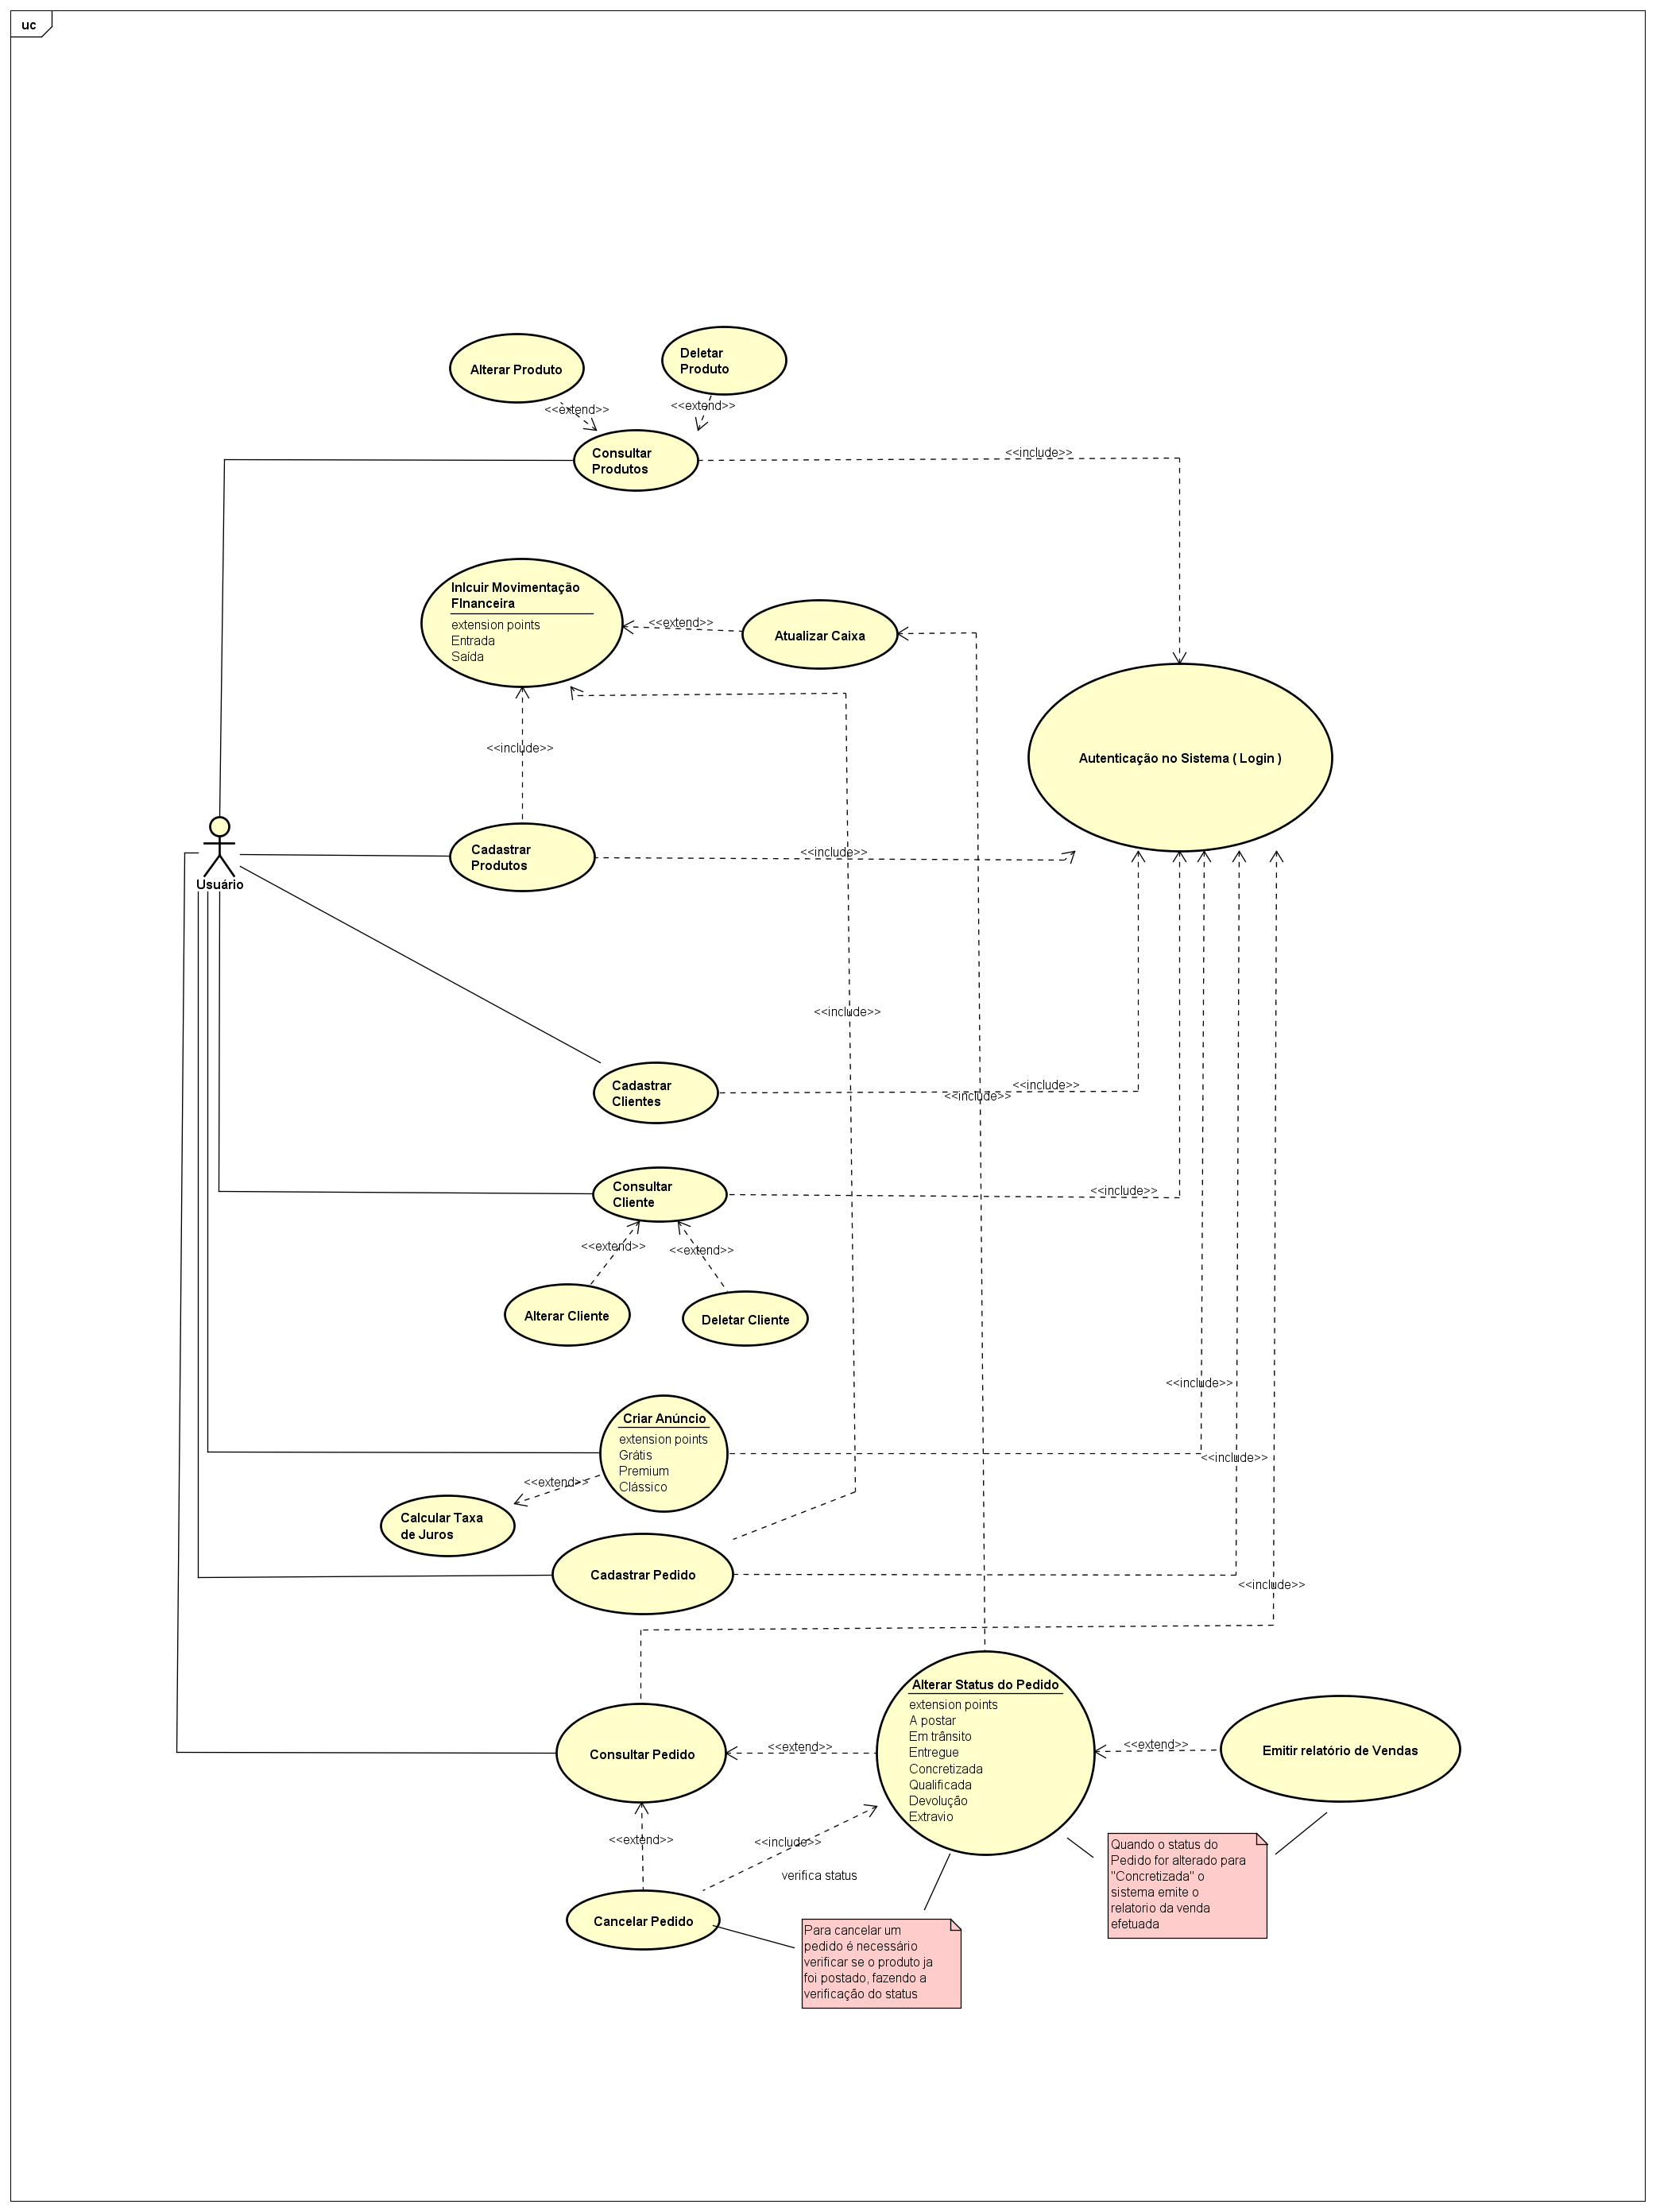 uc
Alterar Produto
Deletar
Produto
<<extend>>
<<extend>>
Consultar
Produtos
<<include>>
Inlcuir Movimentação
FInanceira
extension points
Entrada
Saída
<<extend>>
Atualizar Caixa
<<include>>
Autenticação no Sistema ( Login )
Usuário
Cadastrar
Produtos
<<include>>
<<include>>
Cadastrar
Clientes
<<include>>
<<include>>
Consultar
Cliente
<<include>>
<<extend>>
<<extend>>
Alterar Cliente
Deletar Cliente
<<include>>
Criar Anúncio
extension points
Grátis
Premium
Clássico
<<include>>
<<extend>>
Calcular Taxa
de Juros
Cadastrar Pedido
<<include>>
Alterar Status do Pedido
extension points
A postar
Em trânsito
Entregue
Concretizada
Qualificada
Devolução
Extravio
Consultar Pedido
<<extend>>
<<extend>>
Emitir relatório de Vendas
<<extend>>
<<include>>
verifica status
Quando o status do
Pedido for alterado para
"Concretizada" o
sistema emite o
relatorio da venda
efetuada
Cancelar Pedido
Para cancelar um
pedido é necessário
verificar se o produto ja
foi postado, fazendo a
verificação do status